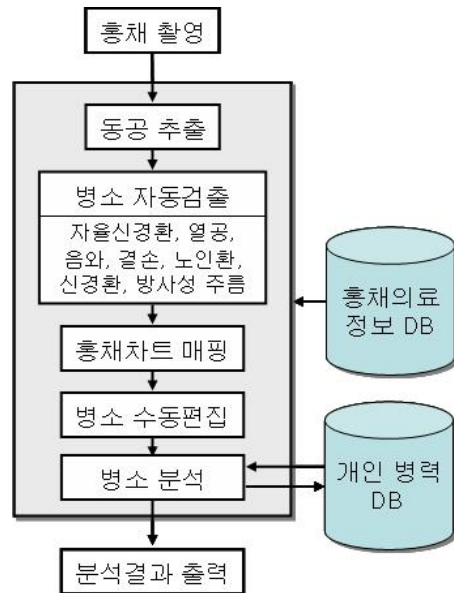 홍채 촬영
동공 추출
병소 자동검출
자율신경환, 열공,
음와, 결손, 노인환,
신경환, 방사성 주름
홍채차트 매핑
병소 수동편집
병소 분석
분석결과 출력
홍채의료
정보 DB
개인 병력
DB